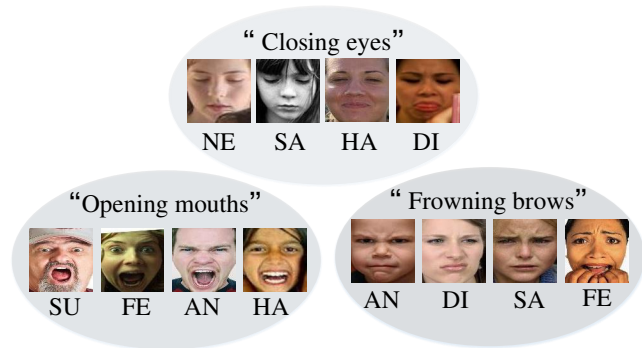 “ Closing eyes”
NE SA HA DI
“Opening mouths”
SU FE AN HA
“ Frowning brows”
AN DI SA FE